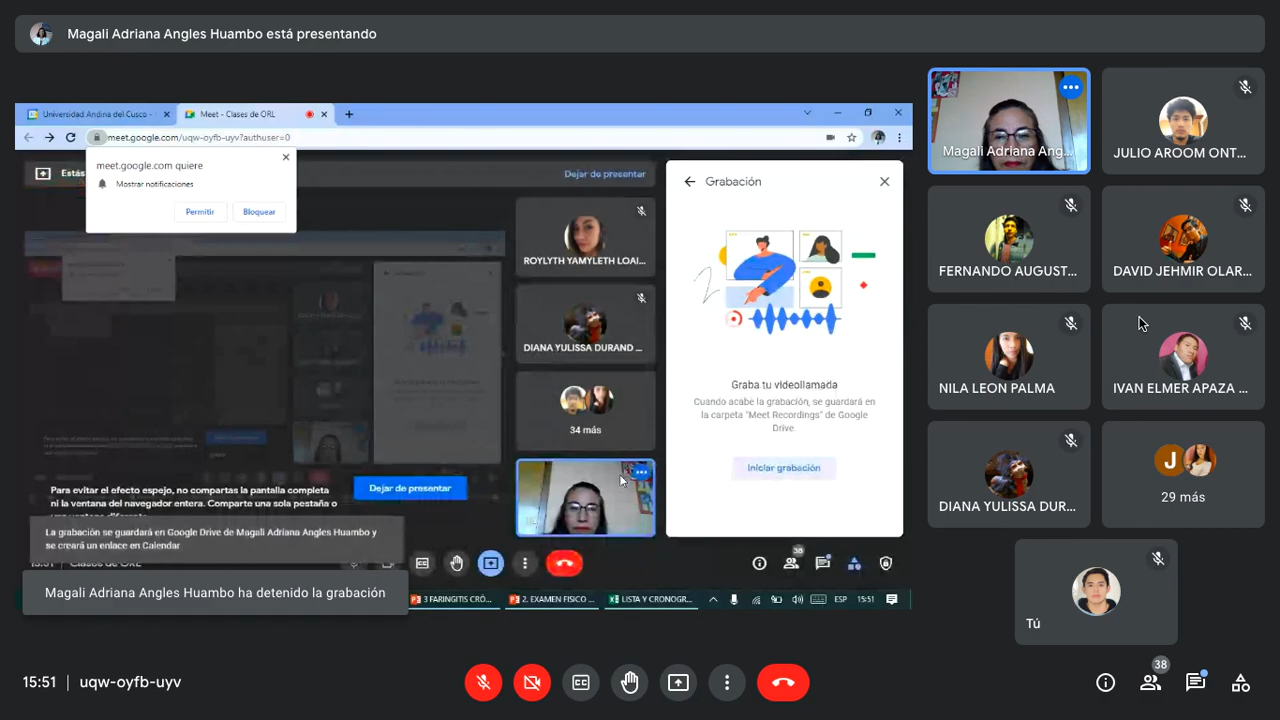 Magali Adriana Angles Huambo está presentando
Universidad Andina del Cusco -
Meet - Clases de ORL
meet.google.com/uqw-oyfb-uyv?authuser=0
meet.google.com quiere
Mostrar notificaciones
Permitir
Bloquear
Estás
Dejar de presentar
ROYLYTH YAMYLETH LOAI...
DIANA YULISSA DURAND ...
34 más
Grabación
Graba tu videollamada
Cuando acabe la grabación, se guardará en
la carpeta "Meet Recordings" de Google
Drive.
Iniciar grabación
Para evitar el efecto espejo, no compartas la pantalla completa
ni la ventana del navegador entera. Comparte una sola pestaña o
Dejar de presentar
La grabación se guardará en Google Drive de Magali Adriana Angles Huambo y
se creará un enlace en Calendar
Magali Adriana Angles Huambo ha detenido la grabación
38
3 FARINGITIS CRÓ...
2. EXAMEN FISICO ...
LISTA Y CRONOGR...
ESP
15:51
Magali Adriana Ang...
JULIO AROOM ONT...
FERNANDO AUGUST...
DAVID JEHMIR OLAR...
NILA LEON PALMA
IVAN ELMER APAZA ...
DIANA YULISSA DUR...
J
29 más
Tú
15:51 | uqw-oyfb-uyv
38